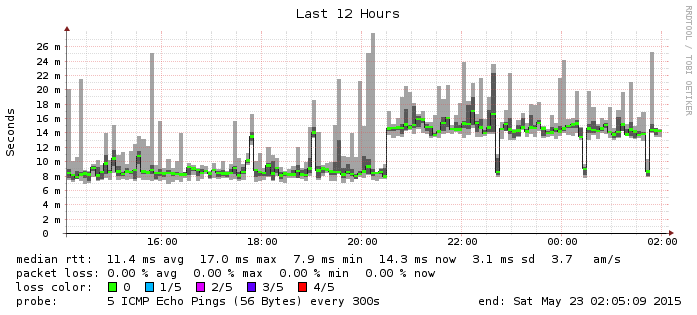 Last 12 Hours
RRDTOOL / TOBI OETIKER
Seconds
26 m
24 m
22 m
20 m
18 m
16 m
14 m
12 m
10 m
8 m
6 m
4 m
2 m
0
16:00 18:00 20:00 22:00 00:00 02:00
median rtt: 11.4 ms avg 17.0 ms max 7.9 ms min 14.3 ms now 3.1 ms sd 3.7 am/s
packet loss: 0.00 % avg 0.00 % max 0.00 % min 0.00 % now
loss color: 0 1/5 2/5 3/5 4/5
probe: 5 ICMP Echo Pings (56 Bytes) every 300s end: Sat May 23 02:05:09 2015